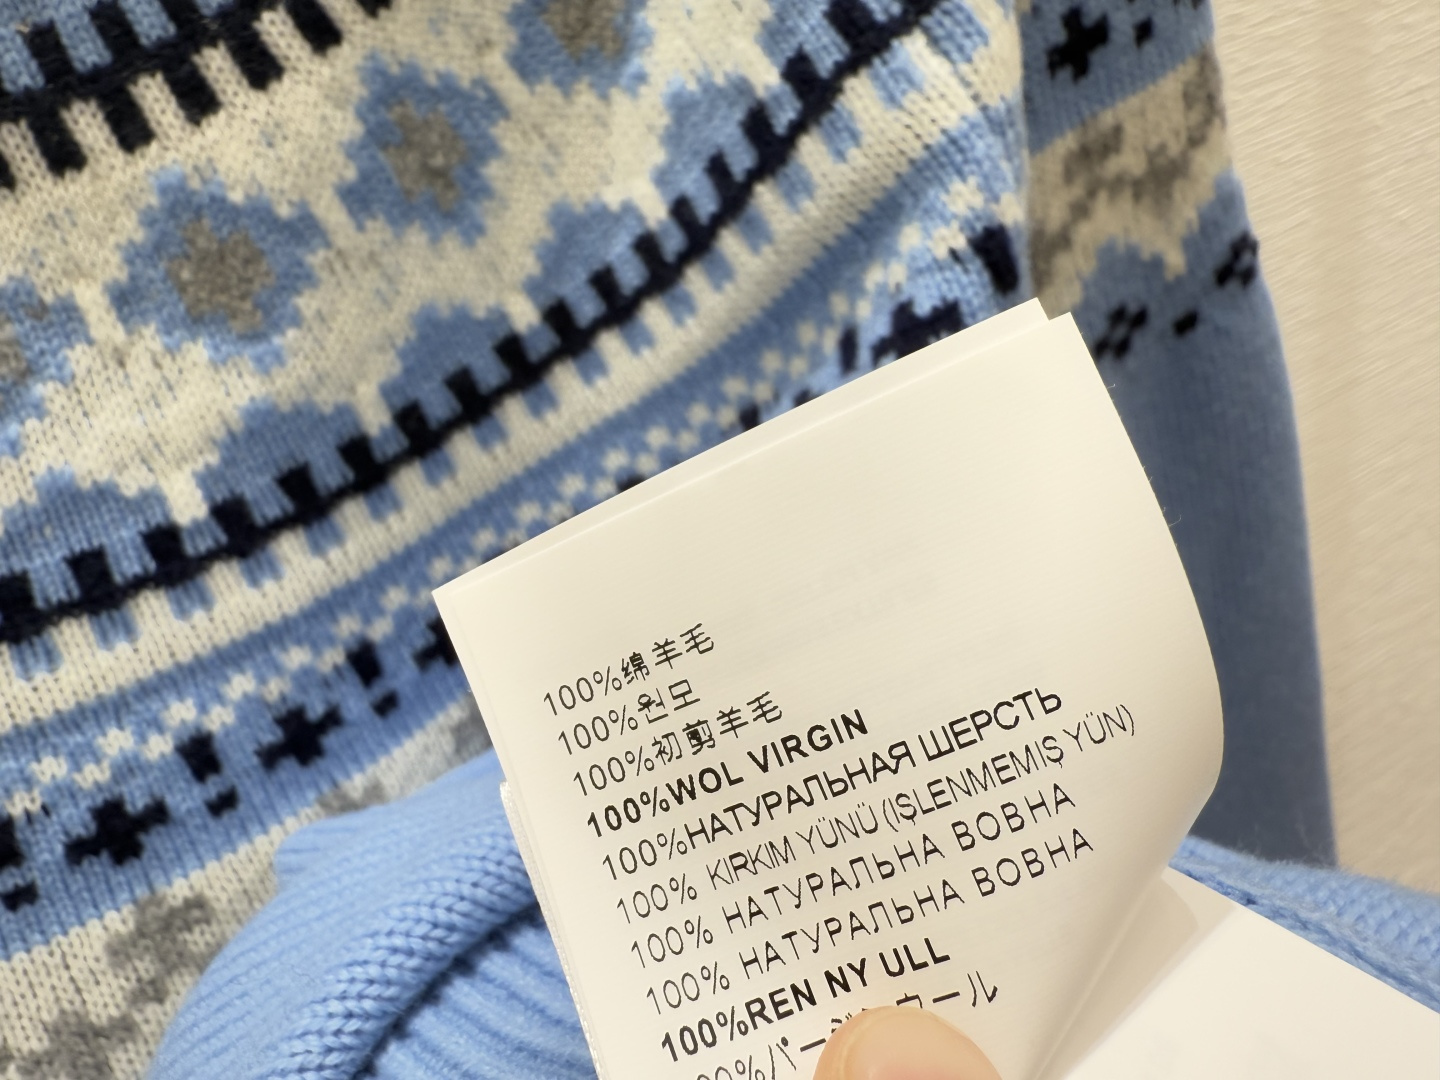 100%绵羊毛
100%원모
100%初剪羊毛
100%WOL VIRGIN
100%НАТУРАЛЬНАЯ ШЕРСТЬ
100% KIRKIM YÜNÜ (IŞLENMEMIŞ YÜN)
100% НАТУРАЛЬНА ВОВНА
100% НАТУРАЛЬНА ВОВНА
100%REN NY ULL